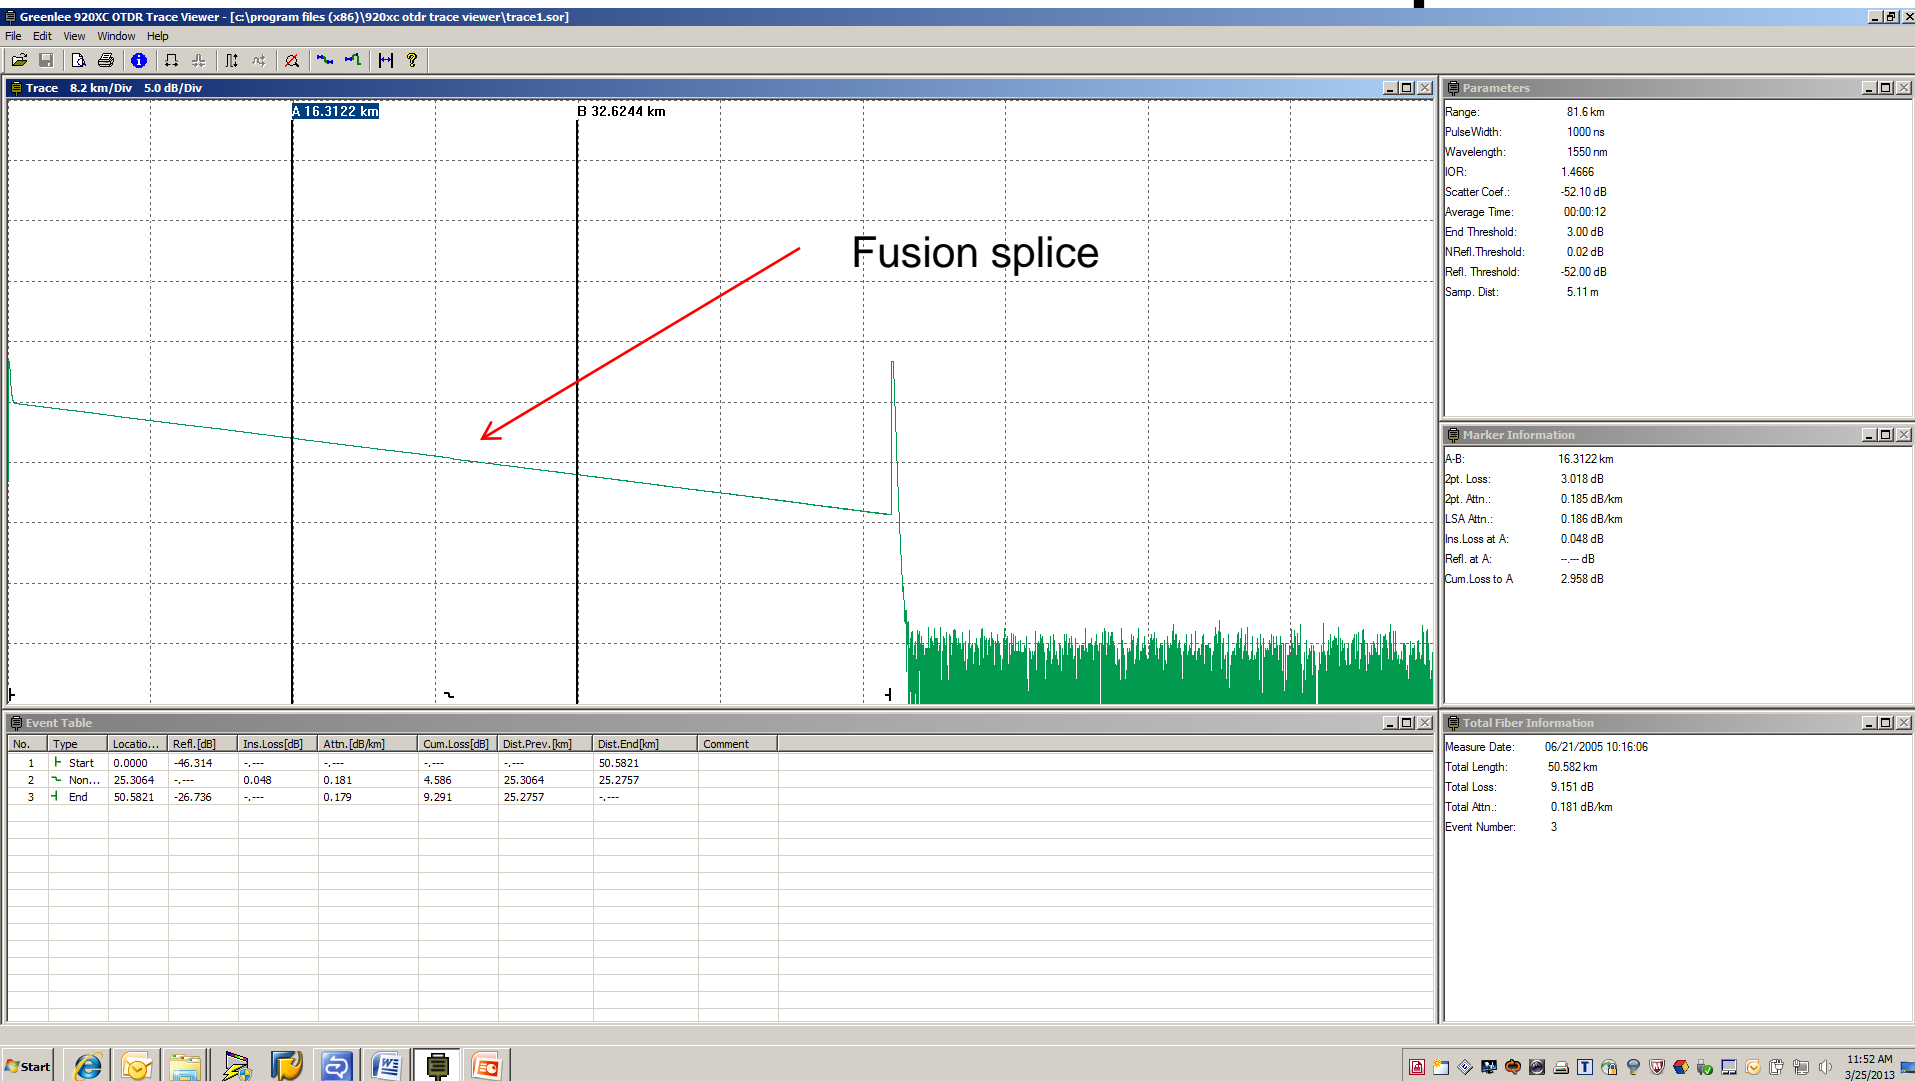 Greenlee 920XC OTDR Trace Viewer - [c:\program files (x86)\920xc otdr trace viewer\trace1.sor]
File Edit View Window Help
Trace 8.2 km/Div 5.0 dB/Div
A 16.3122 km
B 32.6244 km
Fusion splice
Parameters
Range: 81.6 km
PulseWidth: 1000 ns
Wavelength: 1550 nm
IOR: 1.4666
Scatter Coef.: -52.10 dB
Average Time: 00:00:12
End Threshold: 3.00 dB
NRefl.Threshold: 0.02 dB
Refl. Threshold: -52.00 dB
Samp. Dist: 5.11 m
Marker Information
A-B: 16.3122 km
2pt. Loss: 3.018 dB
2pt. Attn.: 0.185 dB/km
LSA Attn.: 0.186 dB/km
Ins.Loss at A: 0.048 dB
Refl. at A: --.--- dB
Cum.Loss to A 2.958 dB
Event Table
No. Type Locatio... Refl.[dB] Ins.Loss[dB] Attn.[dB/km] Cum.Loss[dB] Dist.Prev.[km] Dist.End[km] Comment
1 Start 0.0000 -46.314 -.--- -.--- -.--- -.--- 50.5821
2 Non... 25.3064 -.--- 0.048 0.181 4.586 25.3064 25.2757
3 End 50.5821 -26.736 -.--- 0.179 9.291 25.2757 -.---
Total Fiber Information
Measure Date: 06/21/2005 10:16:06
Total Length: 50.582 km
Total Loss: 9.151 dB
Total Attn.: 0.181 dB/km
Event Number: 3
Start
11:52 AM
3/25/2013